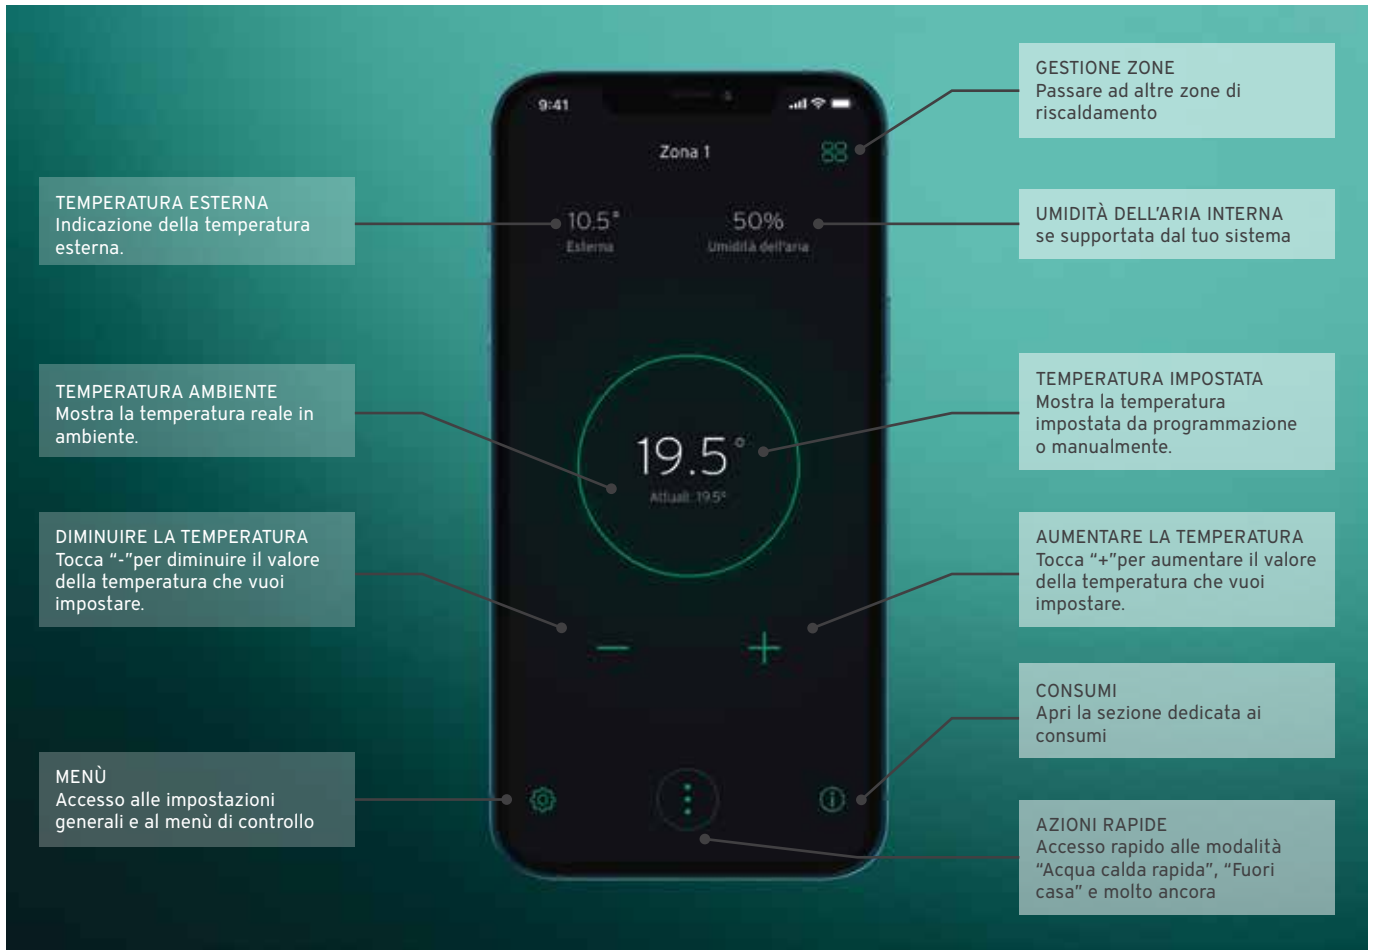 9:41
Zona 1
10.5°
Esterna
50%
Umidità dell'aria
19.5°
Attuali: 19.5°
TEMPERATURA ESTERNA
Indicazione della temperatura
esterna.
TEMPERATURA AMBIENTE
Mostra la temperatura reale in
ambiente.
DIMINUIRE LA TEMPERATURA
Tocca “-”per diminuire il valore
della temperatura che vuoi
impostare.
MENÙ
Accesso alle impostazioni
generali e al menù di controllo
GESTIONE ZONE
Passare ad altre zone di
riscaldamento
UMIDITÀ DELL’ARIA INTERNA
se supportata dal tuo sistema
TEMPERATURA IMPOSTATA
Mostra la temperatura
impostata da programmazione
o manualmente.
AUMENTARE LA TEMPERATURA
Tocca “+”per aumentare il valore
della temperatura che vuoi
impostare.
CONSUMI
Apri la sezione dedicata ai
consumi
AZIONI RAPIDE
Accesso rapido alle modalità
“Acqua calda rapida”, “Fuori
casa” e molto ancora